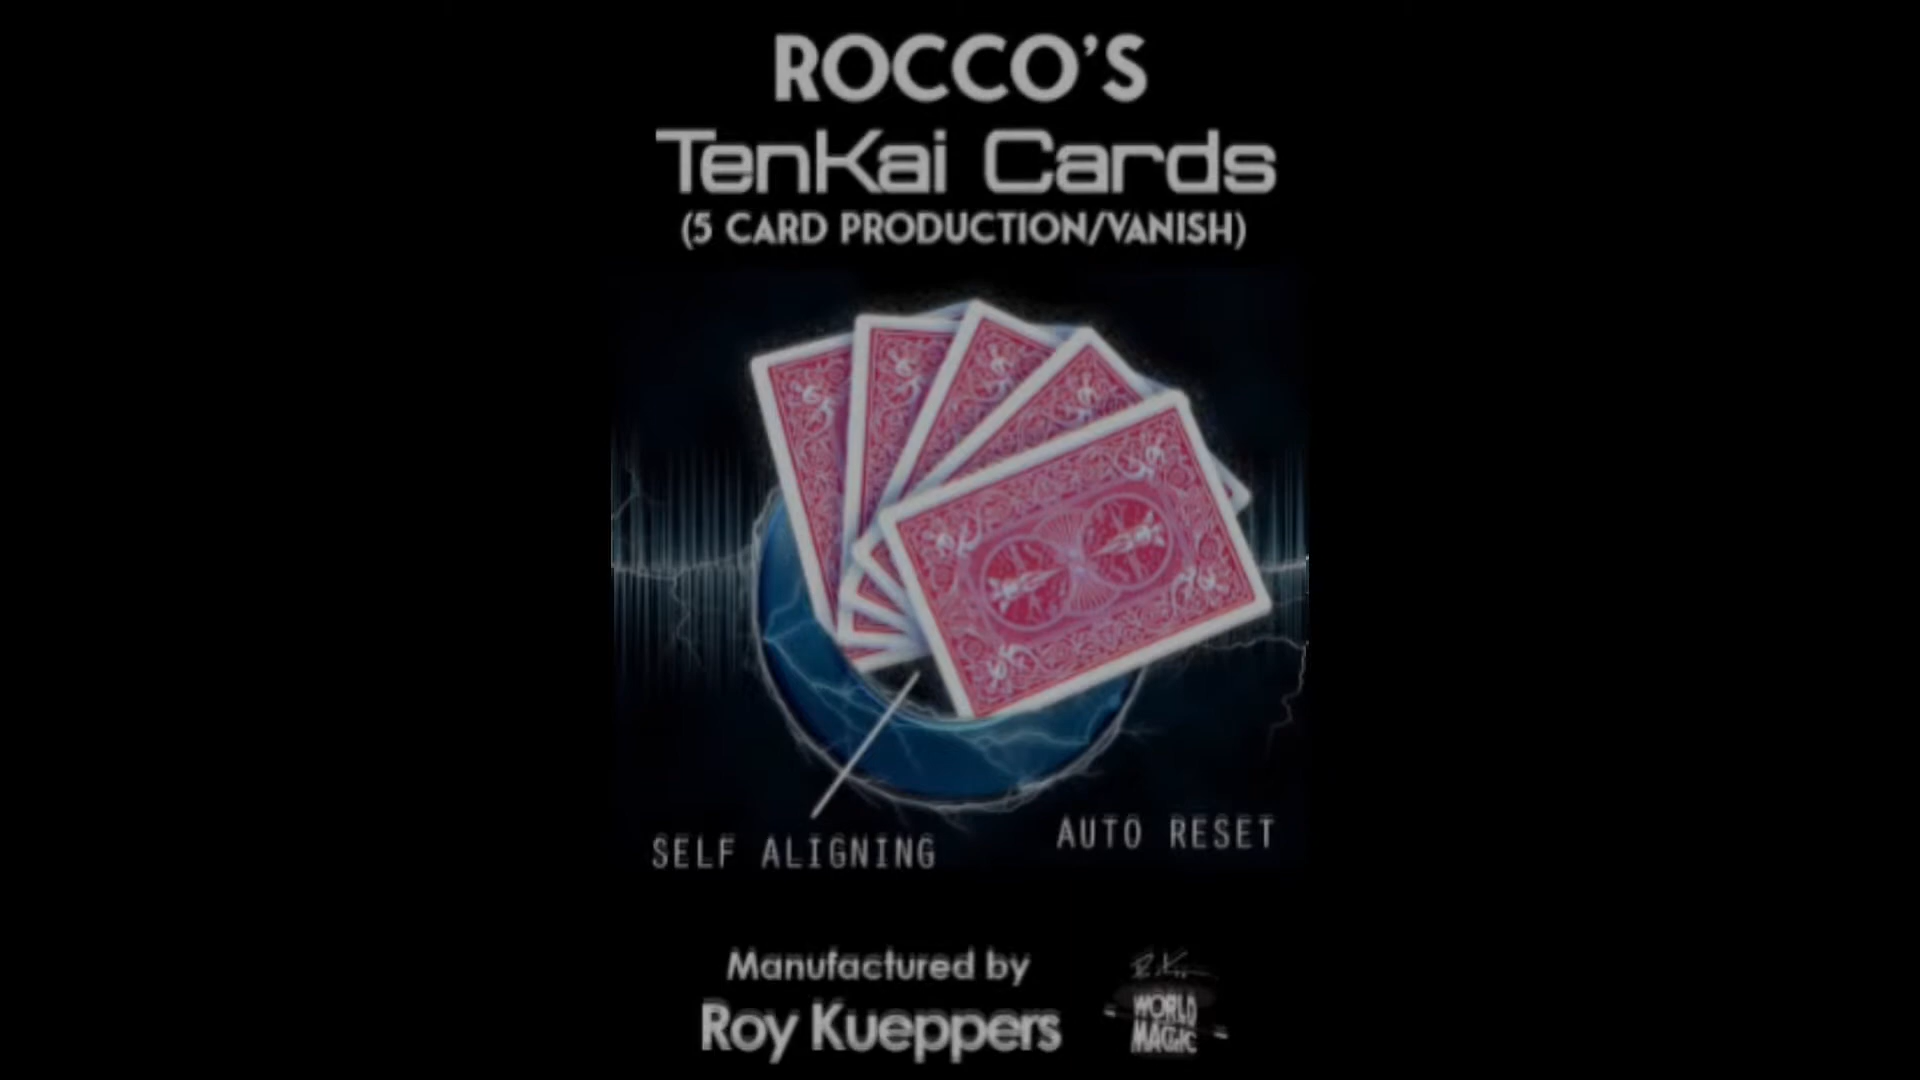 ROCCO'S
TenKai Cards
(5 CARD PRODUCTION/VANISH)
SELF ALIGNING
AUTO RESET
Manufactured by
Roy Kueppers
WORLD
MAGIC